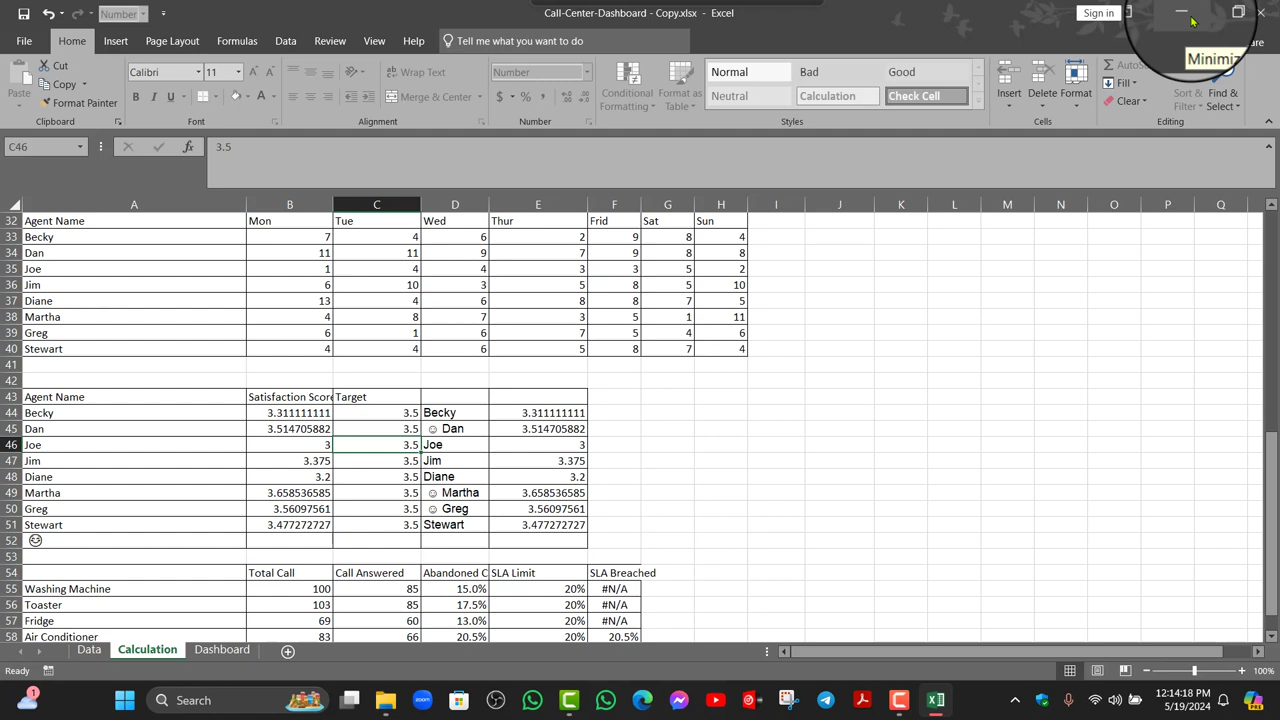 Number
Call-Center-Dashboard - Copy.xlsx - Excel
Sign in
File Home Insert Page Layout Formulas Data Review View Help Tell me what you want to do
Minimiz
Paste
Cut
Copy
Format Painter
Clipboard
Calibri 11
B I U
Font
Wrap Text
Merge & Center
Alignment
Number
$ % ,
Number
Conditional Formatting
Format as Table
Normal Bad Good
Neutral Calculation Check Cell
Styles
Insert Delete Format
Cells
Fill
Clear
Sort & Filter
Find & Select
Editing
C46 fx 3.5
A B C D E F G H I J K L M N O P Q
32 Agent Name Mon Tue Wed Thur Frid Sat Sun
33 Becky 7 4 6 2 9 8 4
34 Dan 11 11 9 7 9 8 8
35 Joe 1 4 4 3 3 5 2
36 Jim 6 10 3 5 8 5 10
37 Diane 13 4 6 8 8 7 5
38 Martha 4 8 7 3 5 1 11
39 Greg 6 1 6 7 5 4 6
40 Stewart 4 4 6 5 8 7 4
41
42
43 Agent Name Satisfaction Score Target
44 Becky 3.311111111 3.5 Becky 3.311111111
45 Dan 3.514705882 3.5 ☺ Dan 3.514705882
46 Joe 3 3.5 Joe 3
47 Jim 3.375 3.5 Jim 3.375
48 Diane 3.2 3.5 Diane 3.2
49 Martha 3.658536585 3.5 ☺ Martha 3.658536585
50 Greg 3.56097561 3.5 ☺ Greg 3.56097561
51 Stewart 3.477272727 3.5 Stewart 3.477272727
52 ☺
53
54 Total Call Call Answered Abandoned C SLA Limit SLA Breached
55 Washing Machine 100 85 15.0% 20% #N/A
56 Toaster 103 85 17.5% 20% #N/A
57 Fridge 69 60 13.0% 20% #N/A
58 Air Conditioner 83 66 20.5% 20% 20.5%
Data Calculation Dashboard
Ready
100%
1
Search
zoom
12:14:18 PM
5/19/2024